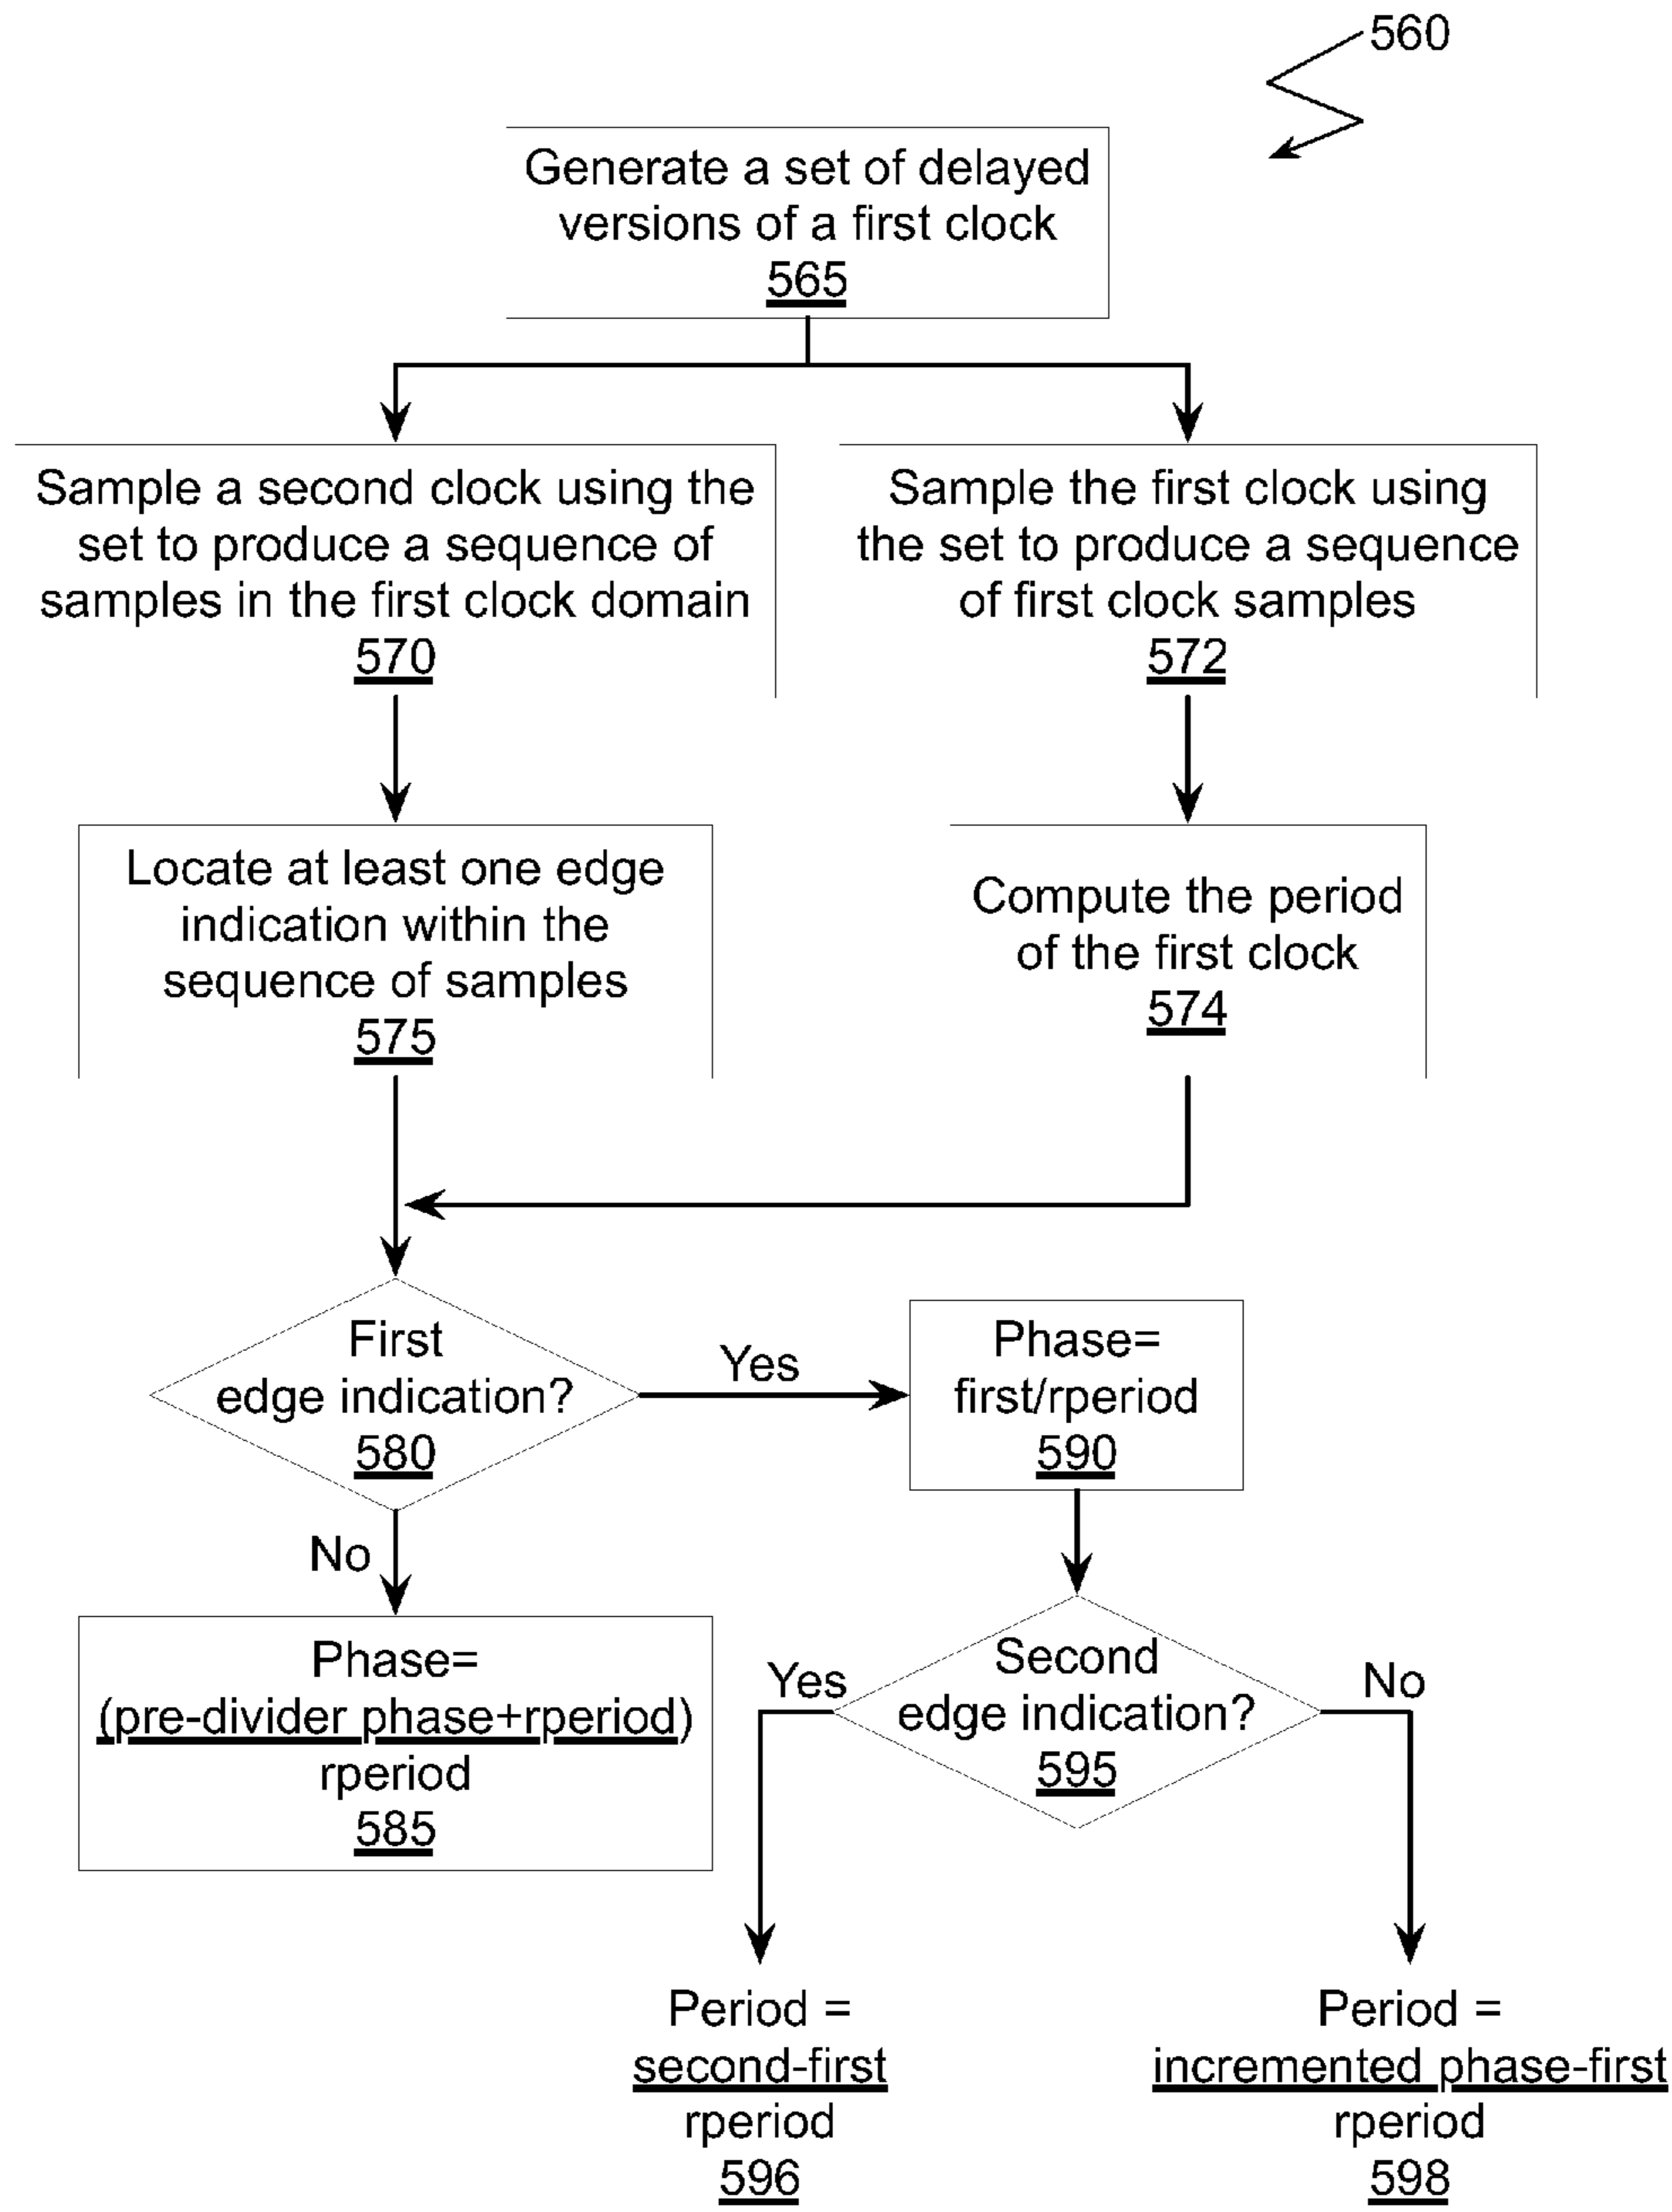 560
Generate a set of delayed
versions of a first clock
565
Sample a second clock using the
set to produce a sequence of
samples in the first clock domain
570
Sample the first clock using
the set to produce a sequence
of first clock samples
572
Locate at least one edge
indication within the
sequence of samples
575
Compute the period
of the first clock
574
First
edge indication?
580
Yes
Phase=
first/rperiod
590
No
Phase=
(pre-divider phase+rperiod)
rperiod
585
Second
edge indication?
595
Yes
No
Period =
second-first
rperiod
596
Period =
incremented phase-first
rperiod
598